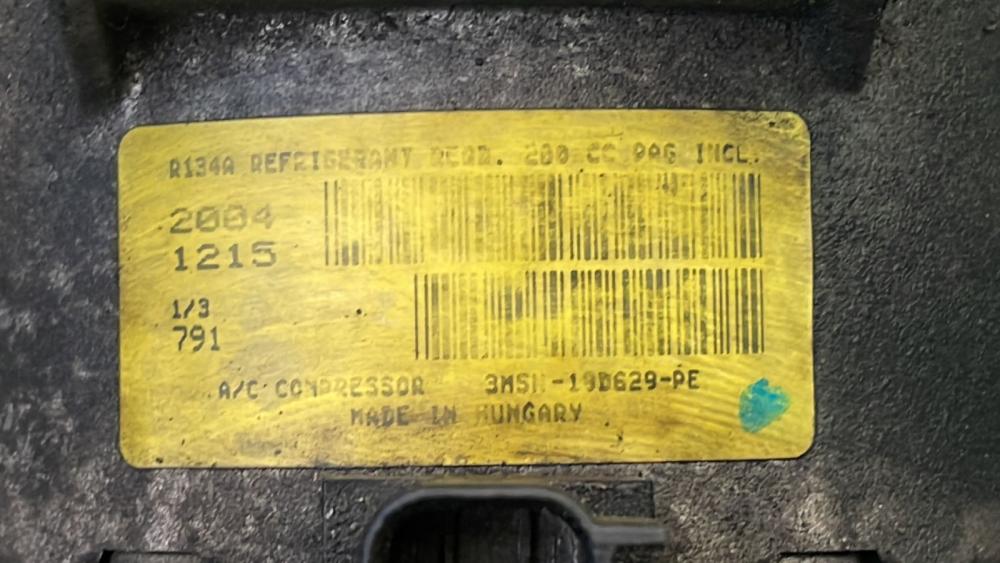 R134A REFRIGERANT REQD. 200 CC PAG INCL.
2004
1215
1/3
791
A/C COMPRESSOR 3M5H-19D629-PE
MADE IN HUNGARY